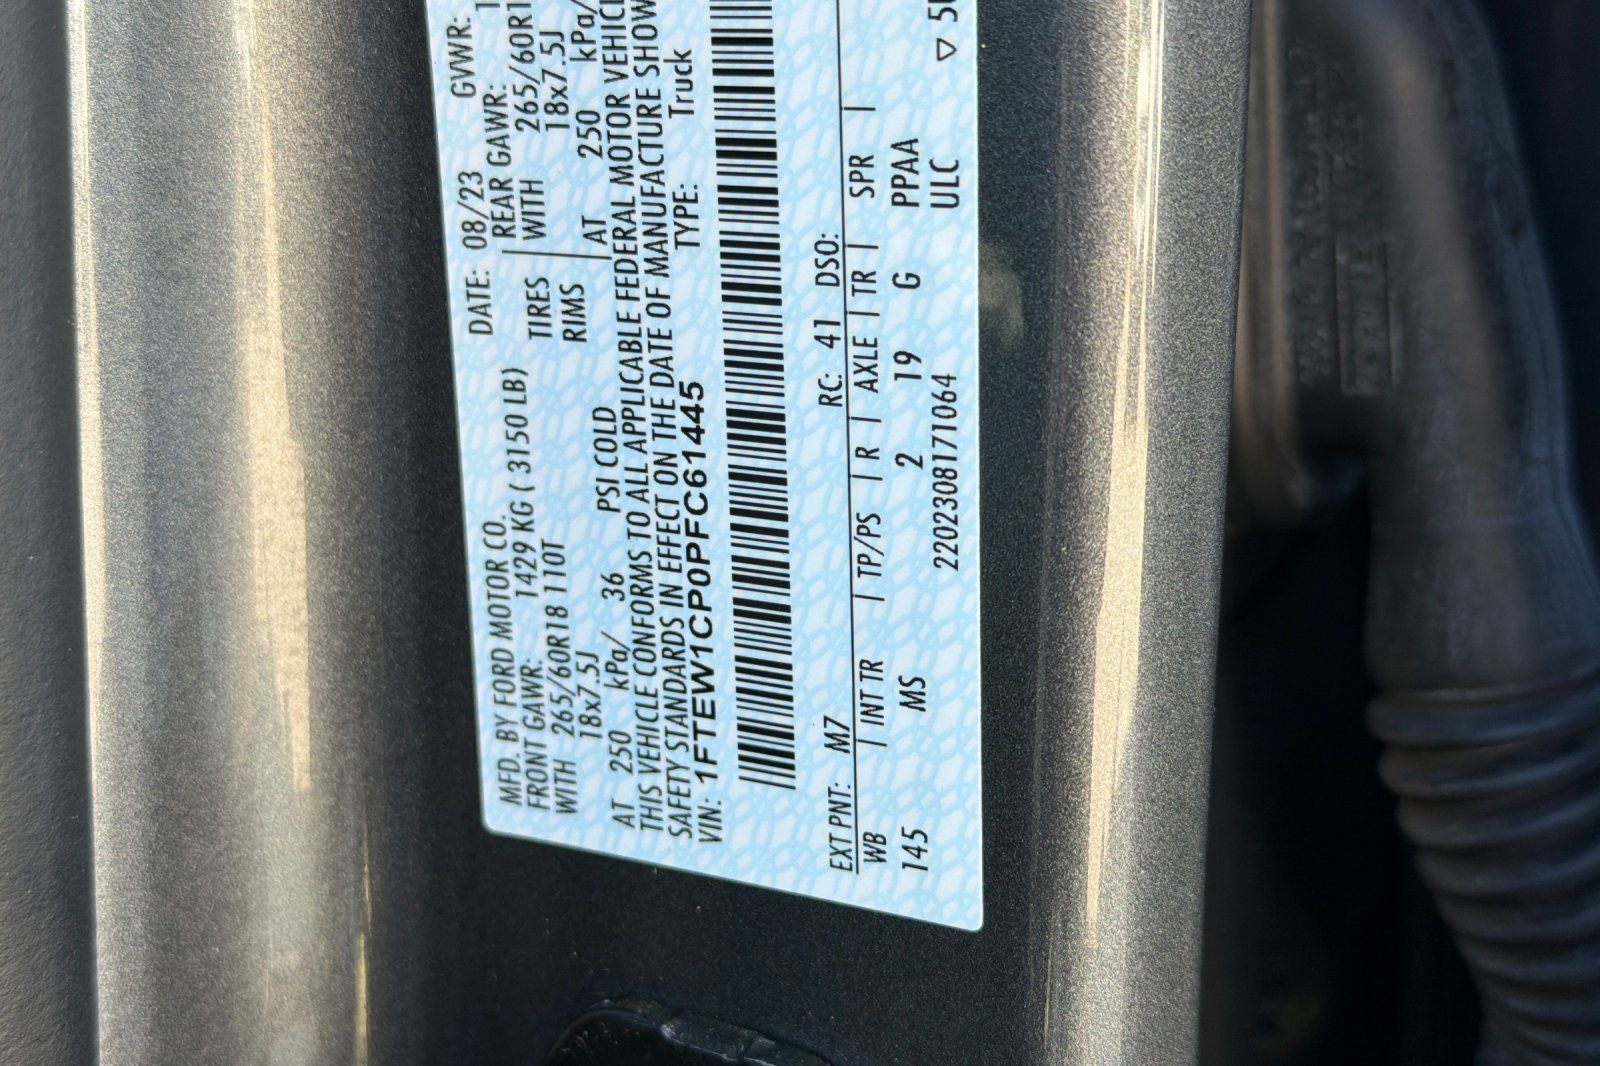 MFD. BY FORD MOTOR CO. DATE: 08/23 GVWR:
FRONT GAWR: 1429 KG ( 3150 LB) REAR GAWR:
WITH 265/60R18 110T TIRES WITH 265/60R1
18x7.5J RIMS 18x7.5J
AT 250 kPa/ 36 PSI COLD AT 250 kPa/
THIS VEHICLE CONFORMS TO ALL APPLICABLE FEDERAL MOTOR VEHICL
SAFETY STANDARDS IN EFFECT ON THE DATE OF MANUFACTURE SHOW
VIN: 1FTEW1CP0PFC61445 TYPE: Truck
EXT PNT: M7 RC: 41 DSO:
WB | INT TR | TP/PS | R | AXLE | TR | SPR |
145 MS 2 19 G PPAA
2202308171064 ULC ▽ 5U